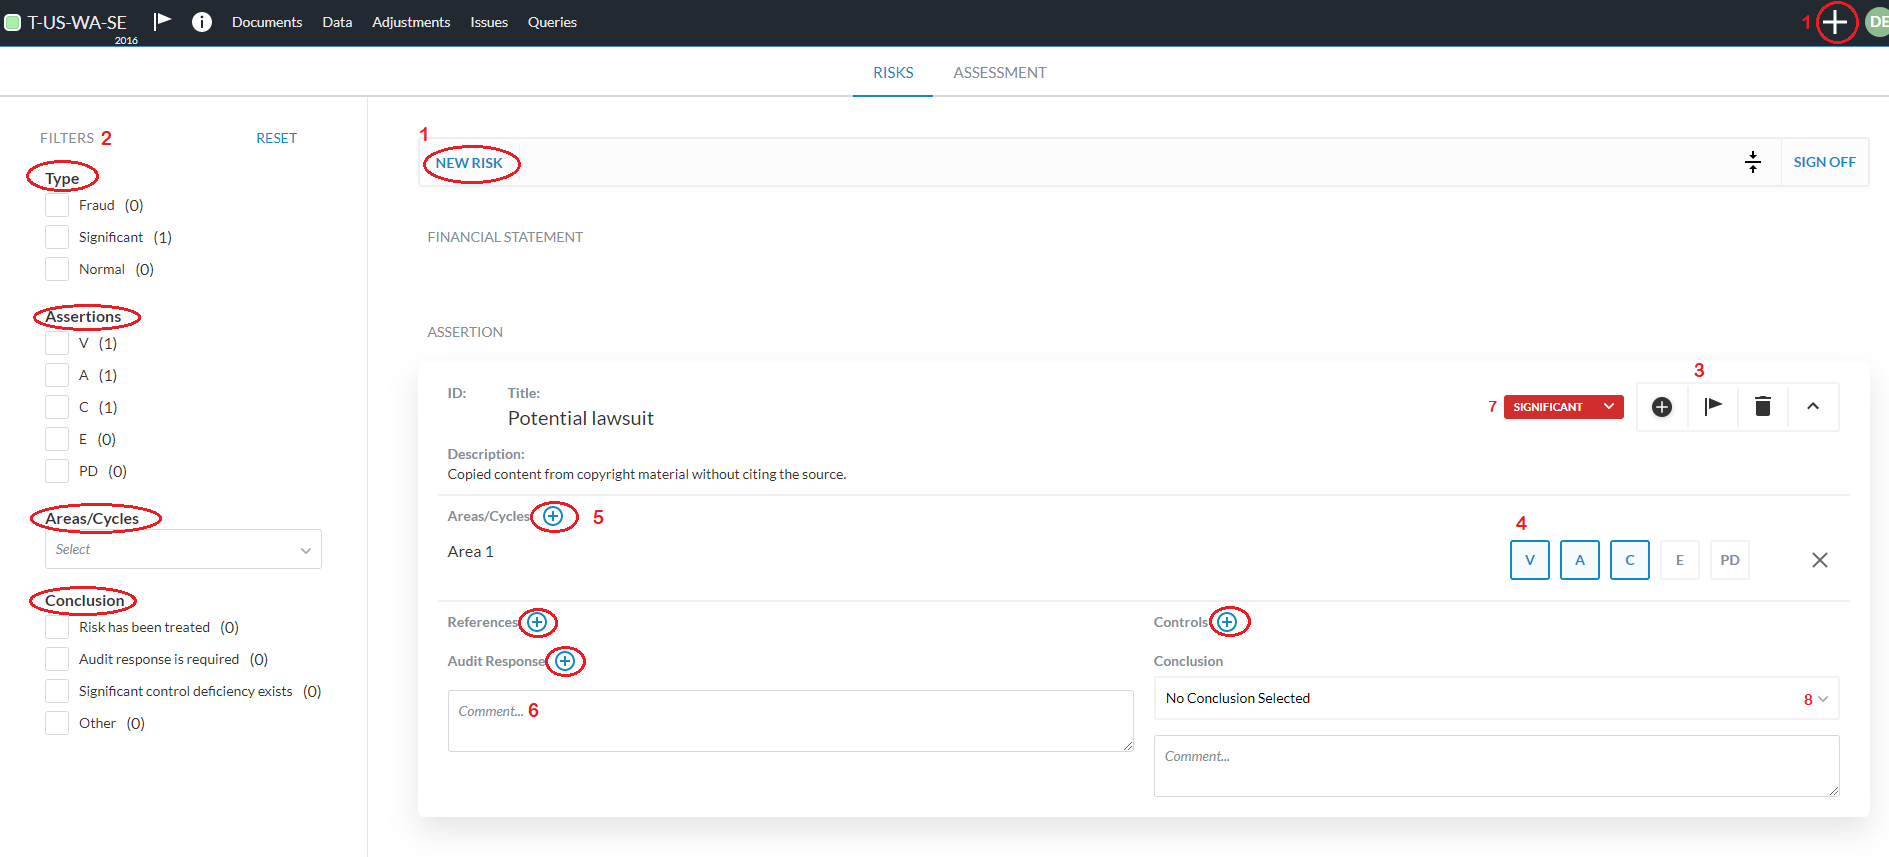 T-US-WA-SE
2016
i Documents Data Adjustments Issues Queries
1
DE
RISKS ASSESSMENT
FILTERS 2 RESET
Type
Fraud (0)
Significant (1)
Normal (0)
Assertions
V (1)
A (1)
C (1)
E (0)
PD (0)
Areas/Cycles
Select
Conclusion
Risk has been treated (0)
Audit response is required (0)
Significant control deficiency exists (0)
Other (0)
1
NEW RISK
SIGN OFF
FINANCIAL STATEMENT
ASSERTION
ID: Title:
Potential lawsuit
7 SIGNIFICANT
3
Description:
Copied content from copyright material without citing the source.
Areas/Cycles 5
Area 1
4
V A C E PD
References
Audit Response
Comment... 6
Controls
Conclusion
No Conclusion Selected 8
Comment...